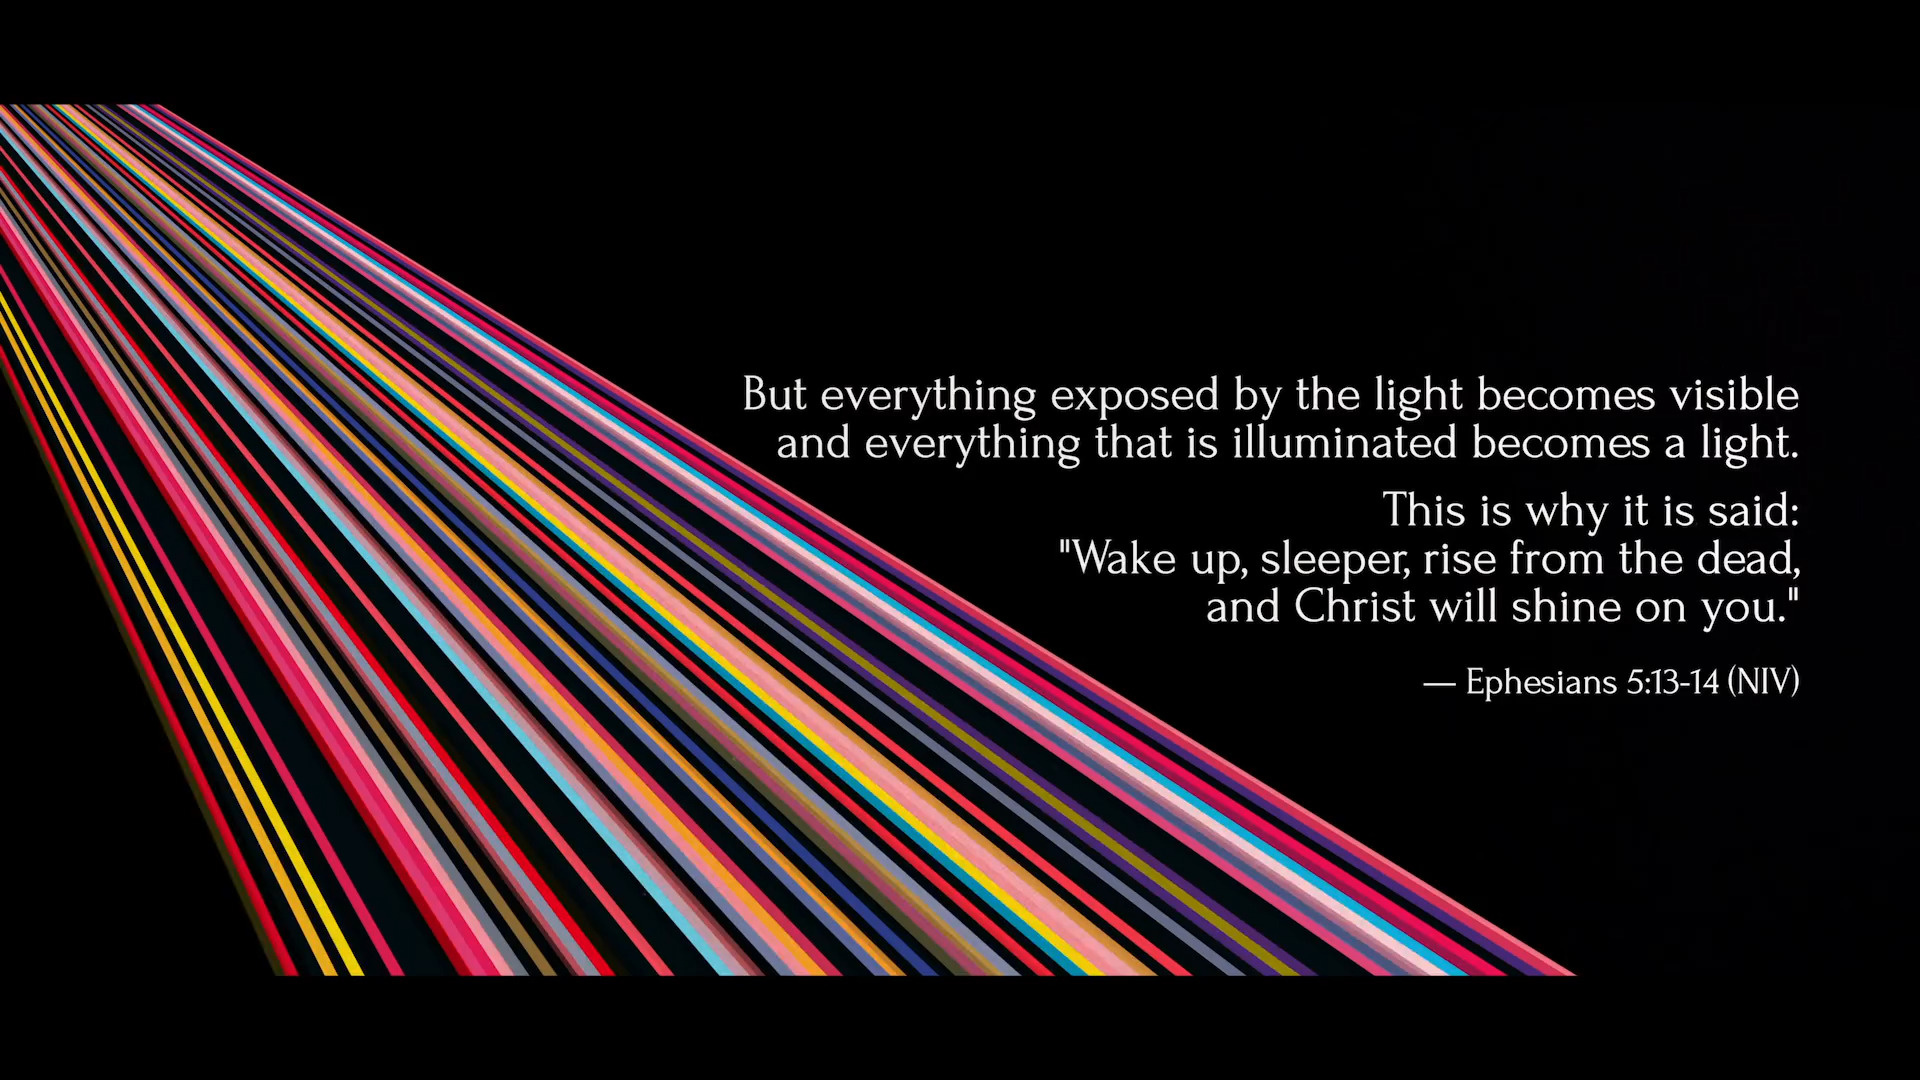 But everything exposed by the light becomes visible
and everything that is illuminated becomes a light.
This is why it is said:
"Wake up, sleeper, rise from the dead,
and Christ will shine on you."
— Ephesians 5:13-14 (NIV)